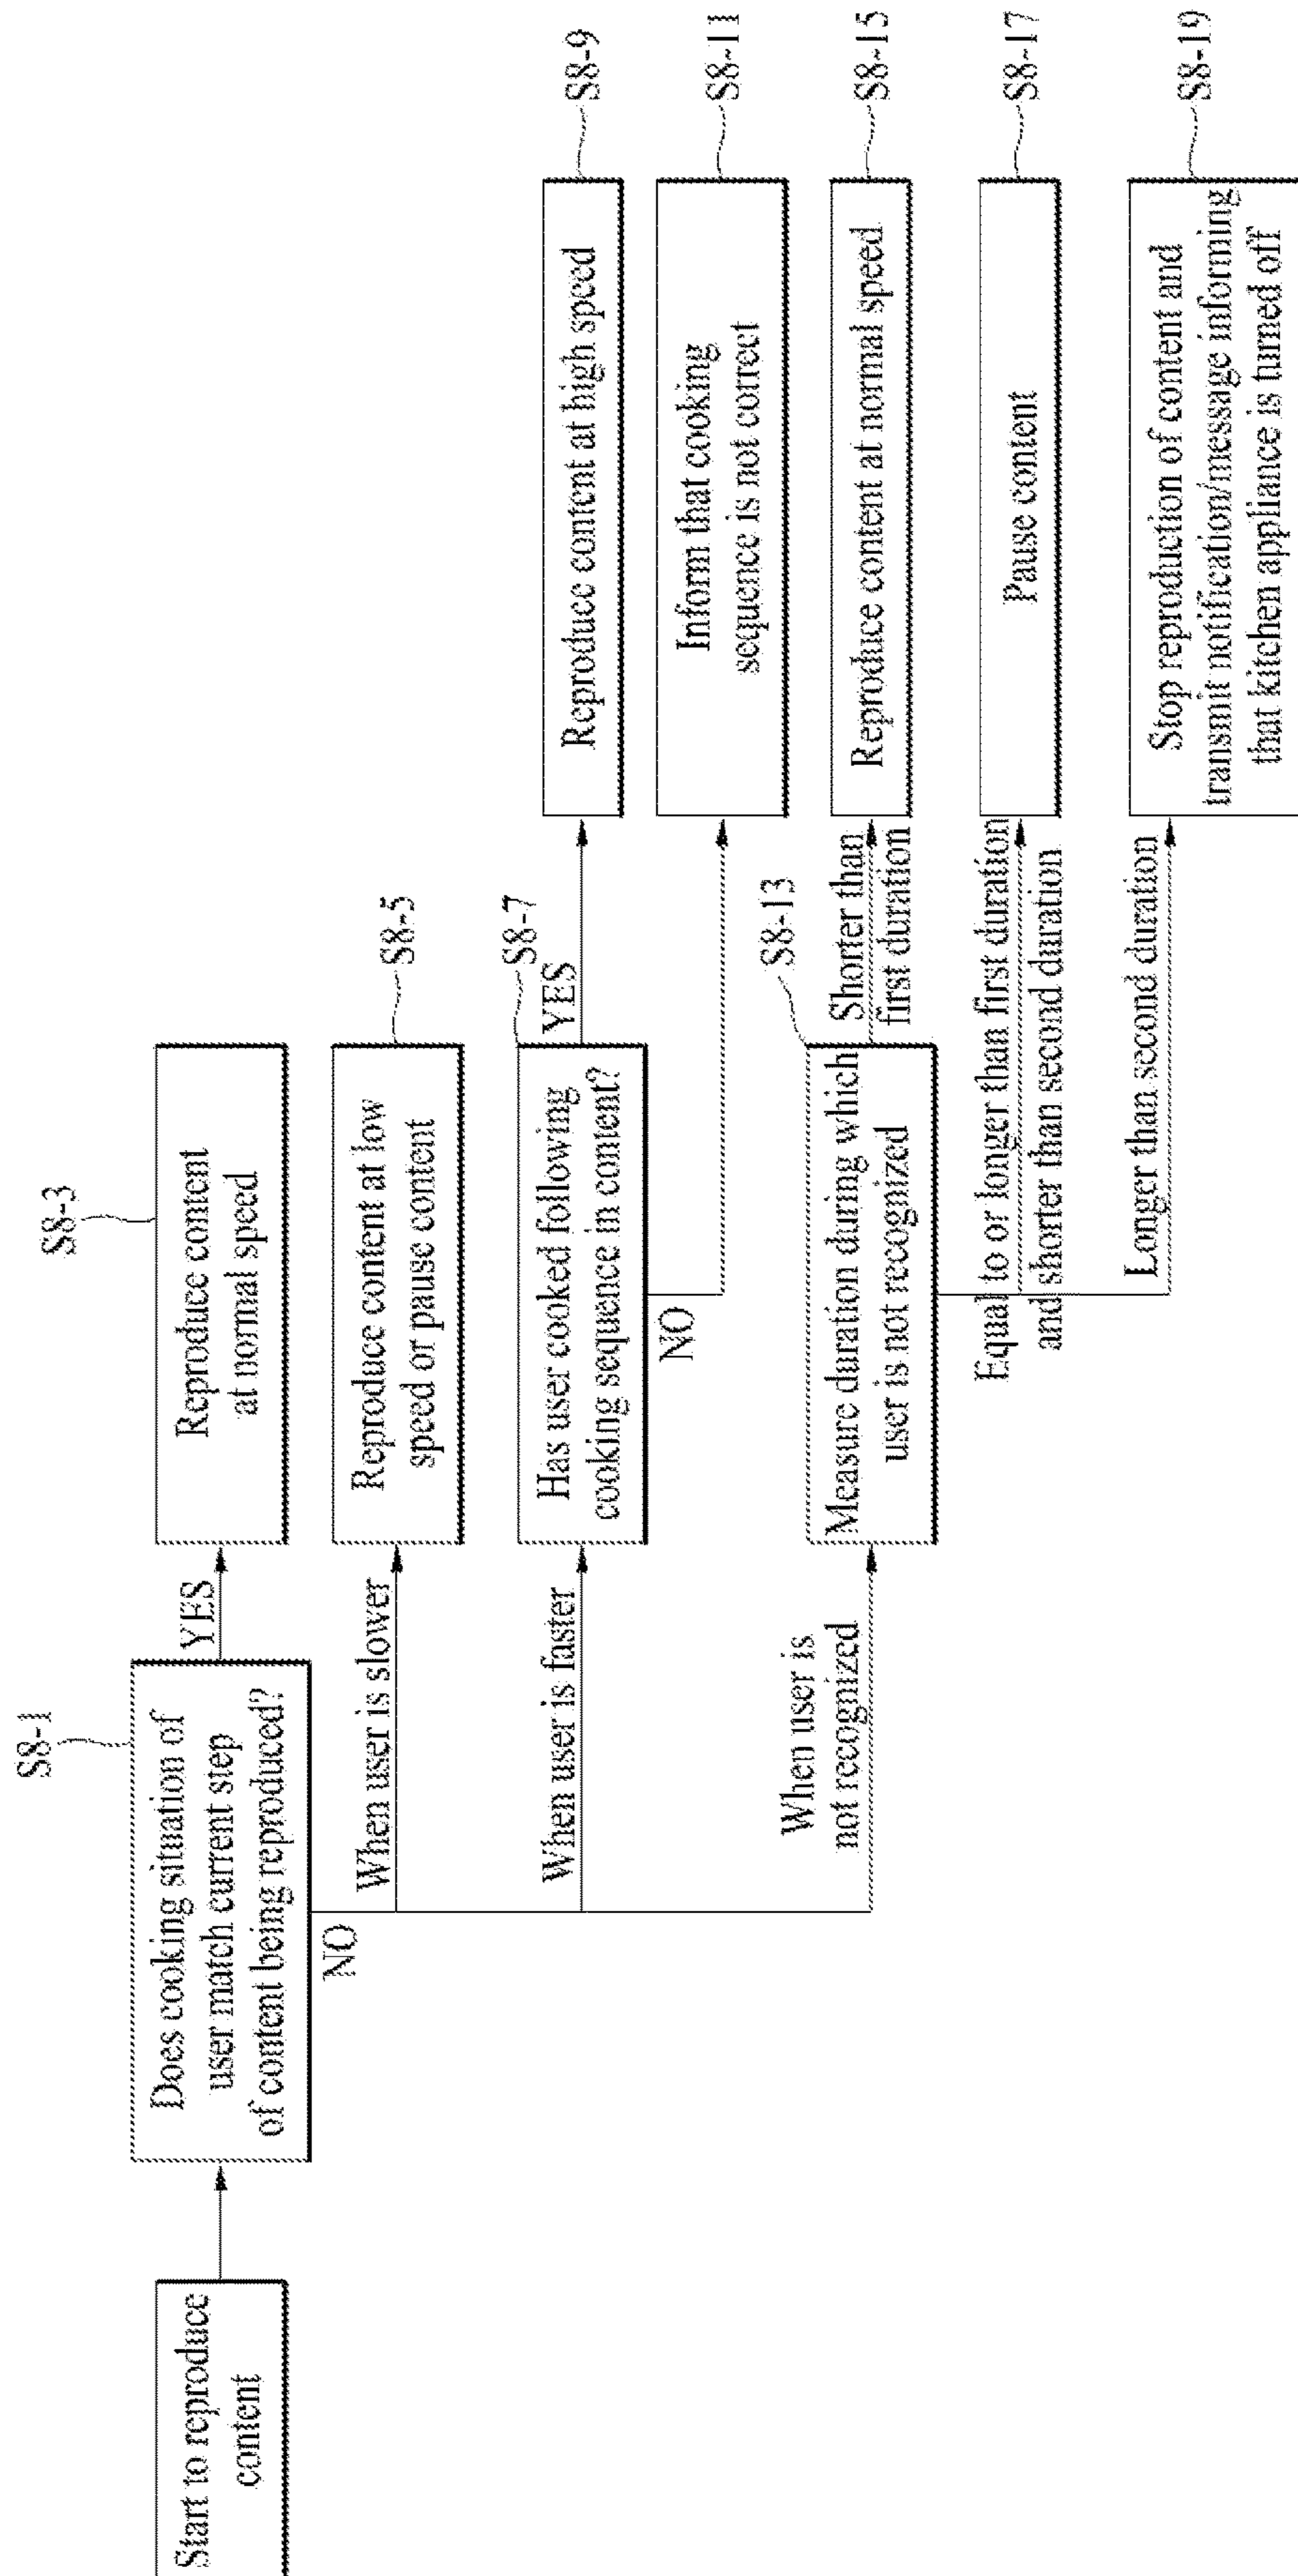 Start to reproduce
content
S8-1
Does cooking situation of
user match current step
of content being reproduced?
YES
NO
S8-3
Reproduce content
at normal speed
When user is slower
Reproduce content at low
speed or pause content
S8-5
When user is faster
Has user cooked following
cooking sequence in content?
S8-7
YES
NO
Reproduce content at high speed
S8-9
Inform that cooking
sequence is not correct
S8-11
When user is
not recognized
Measure duration during which
user is not recognized
S8-13
Shorter than
first duration
Reproduce content at normal speed
S8-15
Equal to or longer than first duration
and shorter than second duration
Pause content
S8-17
Longer than second duration
Stop reproduction of content and
transmit notification/message informing
that kitchen appliance is turned off
S8-19